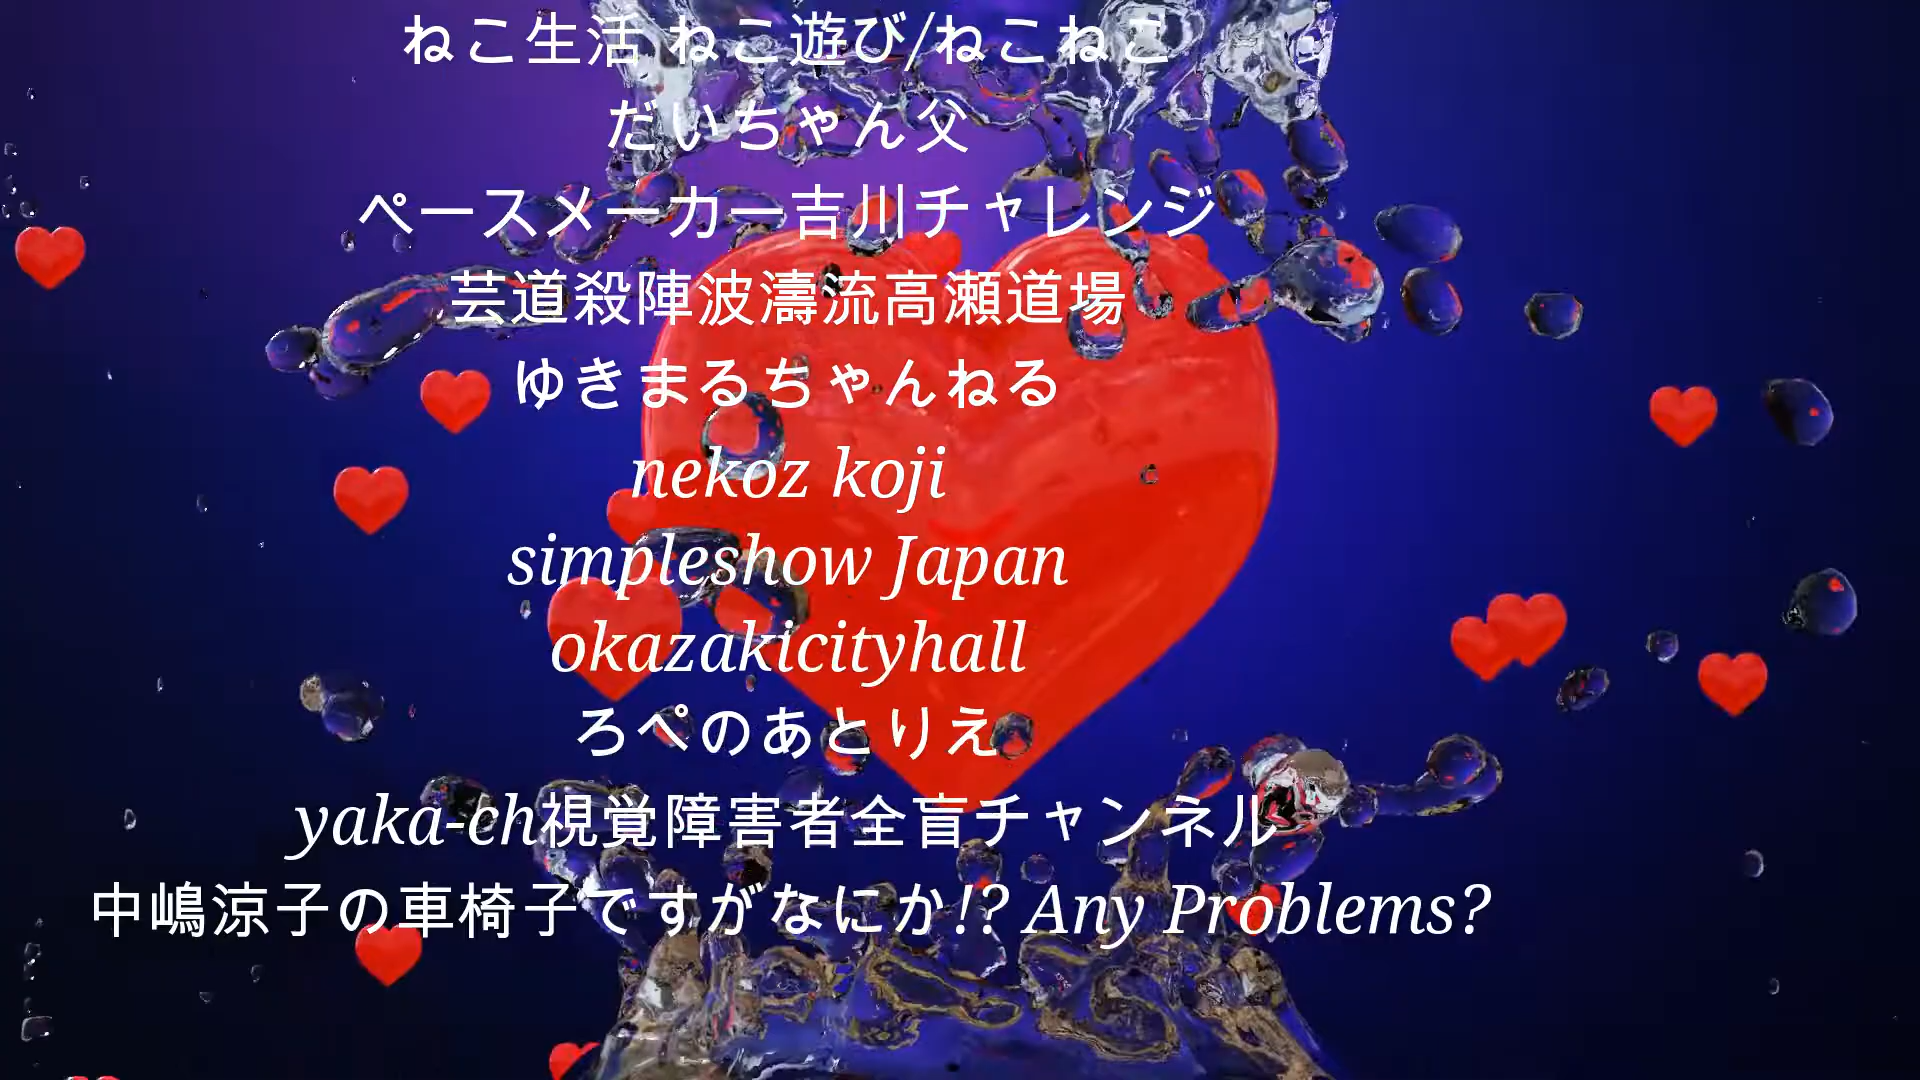 ねこ生活 ねこ遊び/ねこねこ
だいちゃん父
ペースメーカー吉川チャレンジ
芸道殺陣波濤流高瀬道場
ゆきまるちゃんねる
nekoz koji
simpleshow Japan
okazakicityhall
ろぺのあとりえ
yaka-ch視覚障害者全盲チャンネル
中嶋涼子の車椅子ですがなにか!? Any Problems?